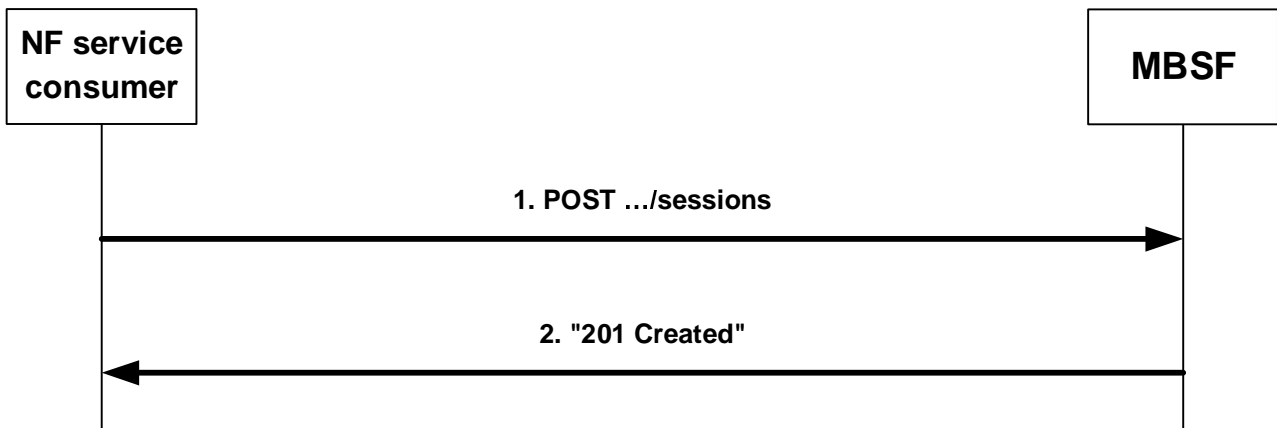 NF service
consumer
MBSF
1. POST …/sessions
2. "201 Created"